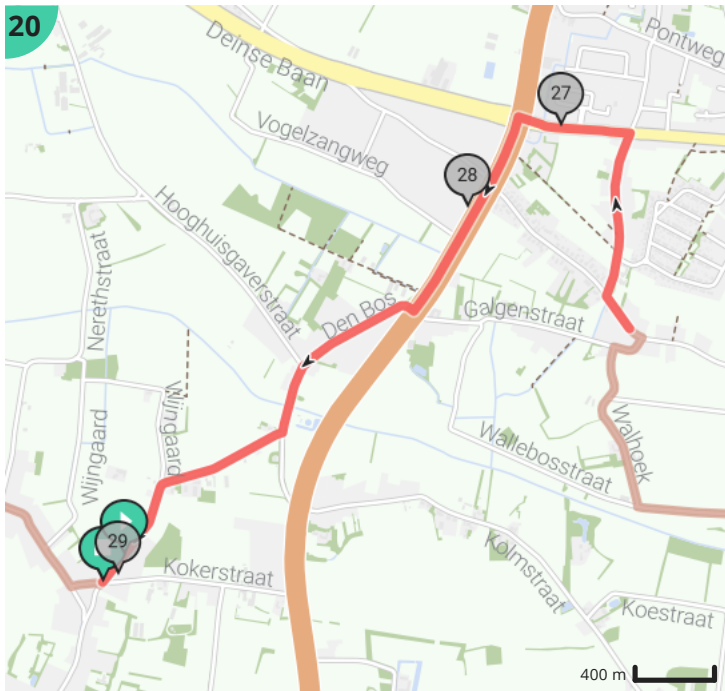 20
Pontweg
Deinse Baan
27
Vogelzangweg
28
Hooghuisgaverstraat
Nerethstraat
Den Bos
Galgenstraat
Wijngaard
Wijngaard
Walhoek
Wallebosstraat
29
Kokerstraat
Kolmstraat
Koestraat
400 m